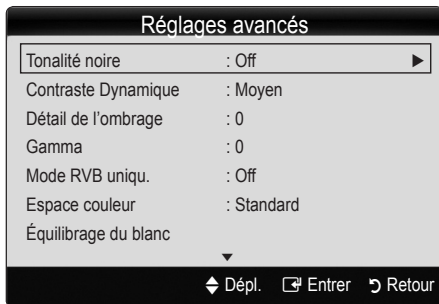 Réglages avancés
Tonalité noire : Off
Contraste Dynamique : Moyen
Détail de l’ombrage : 0
Gamma : 0
Mode RVB uniqu. : Off
Espace couleur : Standard
Équilibrage du blanc
Dépl. Entrer Retour